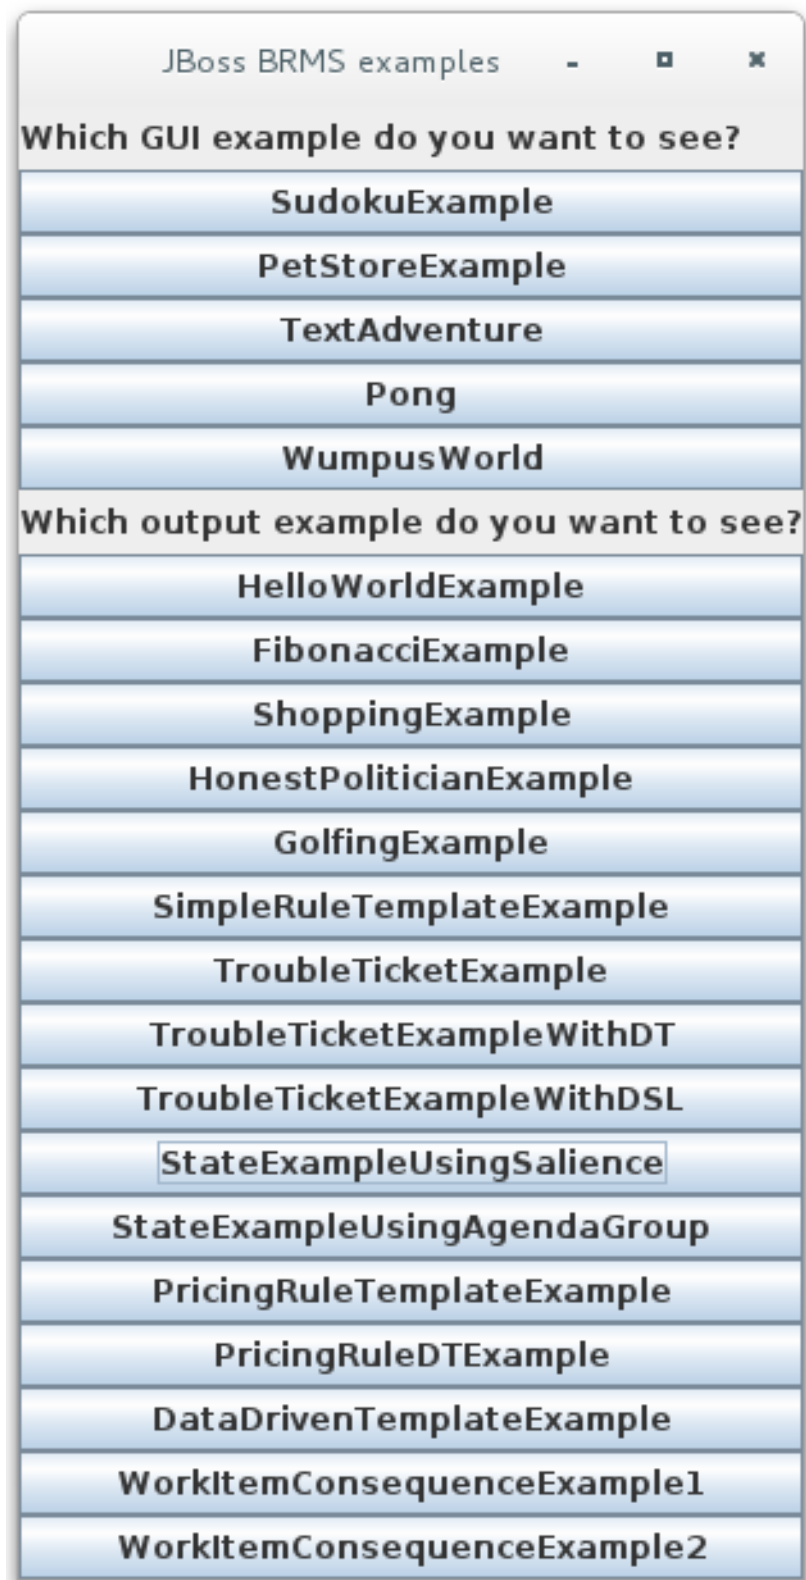 JBoss BRMS examples
Which GUI example do you want to see?
SudokuExample
PetStoreExample
TextAdventure
Pong
WumpusWorld
Which output example do you want to see?
HelloWorldExample
FibonacciExample
ShoppingExample
HonestPoliticianExample
GolfingExample
SimpleRuleTemplateExample
TroubleTicketExample
TroubleTicketExampleWithDT
TroubleTicketExampleWithDSL
StateExampleUsingSalience
StateExampleUsingAgendaGroup
PricingRuleTemplateExample
PricingRuleDTExample
DataDrivenTemplateExample
WorkItemConsequenceExample1
WorkItemConsequenceExample2